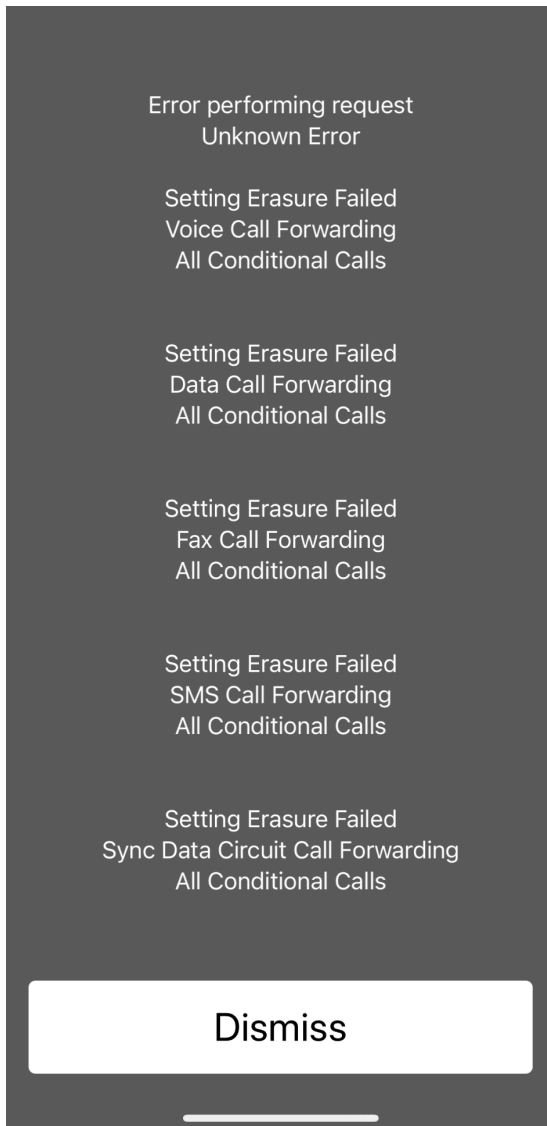 Error performing request
Unknown Error
Setting Erasure Failed
Voice Call Forwarding
All Conditional Calls
Setting Erasure Failed
Data Call Forwarding
All Conditional Calls
Setting Erasure Failed
Fax Call Forwarding
All Conditional Calls
Setting Erasure Failed
SMS Call Forwarding
All Conditional Calls
Setting Erasure Failed
Sync Data Circuit Call Forwarding
All Conditional Calls
Dismiss